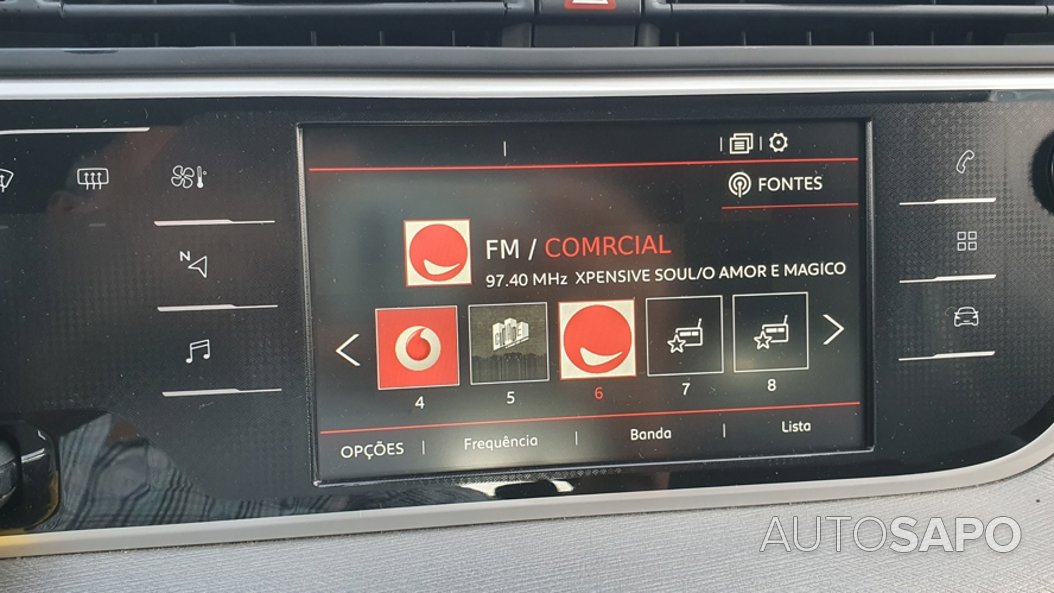 FONTES
FM / COMRCIAL
97.40 MHz XPENSIVE SOUL/O AMOR E MAGICO
4 5 6 7 8
OPÇÕES | Frequência | Banda | Lista
N
AUTOSAPO